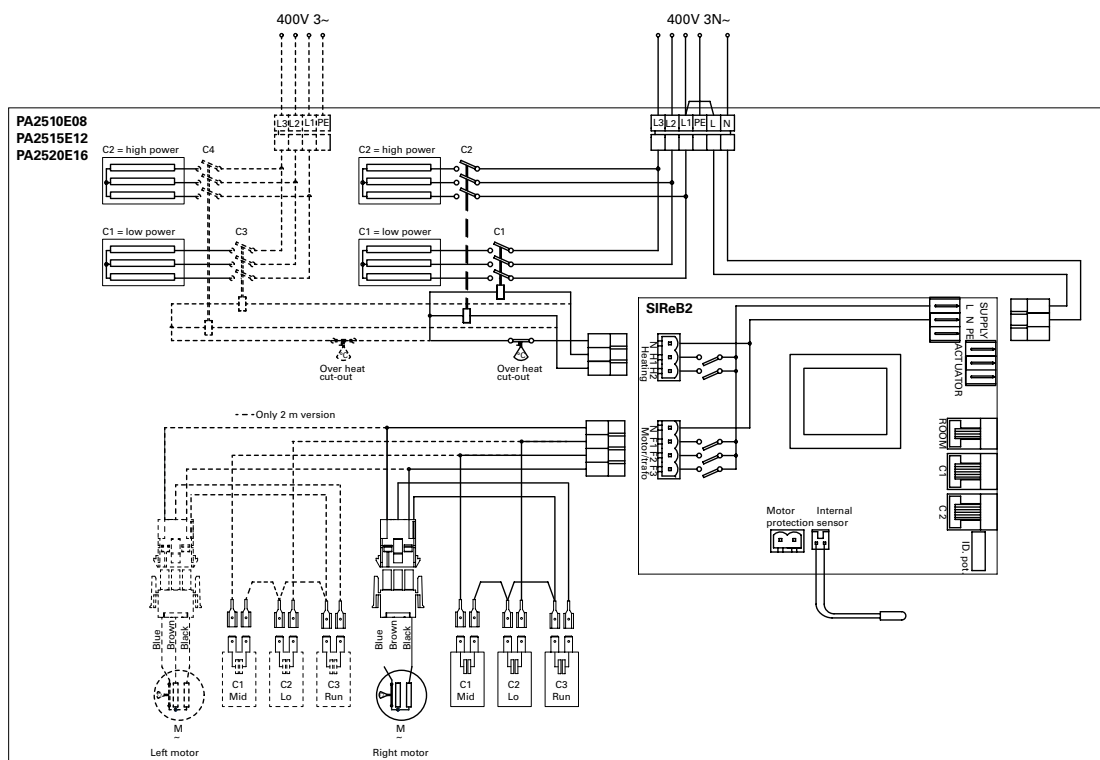 400V 3~
400V 3N~
PA2510E08
PA2515E12
PA2520E16
L3 L2 L1 PE
L3 L2 L1 PE L N
C2 = high power
C4
C2 = high power
C2
C1 = low power
C3
C1 = low power
C1
SIReB2
L N PE
SUPPLY
ACTUATOR
N H1 H2
Heating
Over heat
cut-out
°C
Over heat
cut-out
---Only 2 m version
N F1 F2 F3
Motor/trafo
ROOM
C1
C2
ID. pot
Motor
protection
Internal
sensor
Blue
Brown
Black
Blue
Brown
Black
C1
Mid
C2
Lo
C3
Run
C1
Mid
C2
Lo
C3
Run
M
~
Left motor
M
~
Right motor